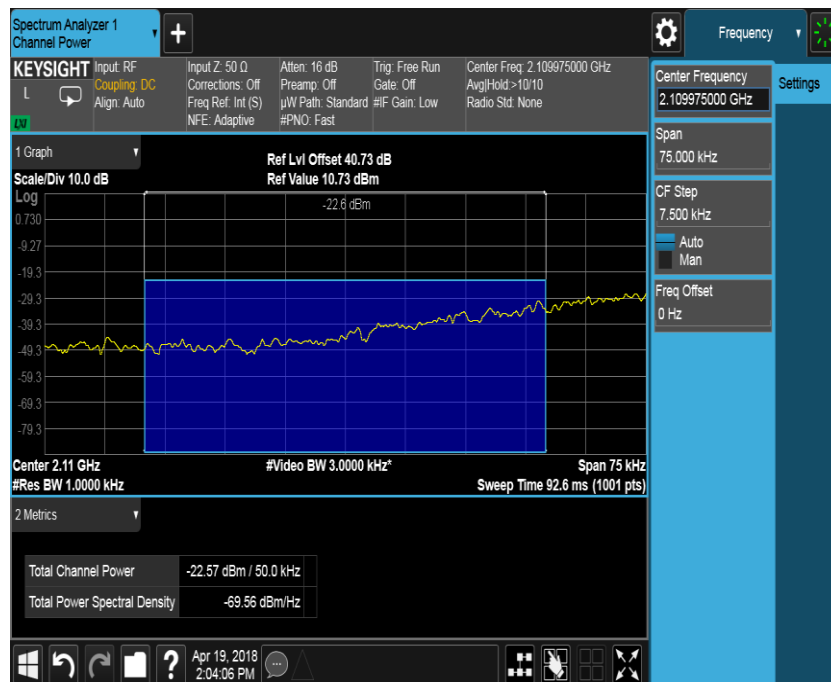 Spectrum Analyzer 1
Channel Power
+
Frequency
KEYSIGHT
L
LXI
Input: RF
Coupling: DC
Align: Auto
Input Z: 50 Ω
Corrections: Off
Freq Ref: Int (S)
NFE: Adaptive
Atten: 16 dB
Preamp: Off
µW Path: Standard
#PNO: Fast
Trig: Free Run
Gate: Off
#IF Gain: Low
Center Freq: 2.109975000 GHz
Avg|Hold:>10/10
Radio Std: None
Center Frequency
2.109975000 GHz
Settings
Span
75.000 kHz
CF Step
7.500 kHz
Auto
Man
Freq Offset
0 Hz
1 Graph
Scale/Div 10.0 dB
Ref Lvl Offset 40.73 dB
Ref Value 10.73 dBm
Log
-22.6 dBm
0.730
-9.27
-19.3
-29.3
-39.3
-49.3
-59.3
-69.3
-79.3
Center 2.11 GHz
#Video BW 3.0000 kHz*
Span 75 kHz
#Res BW 1.0000 kHz
Sweep Time 92.6 ms (1001 pts)
2 Metrics
Total Channel Power -22.57 dBm / 50.0 kHz
Total Power Spectral Density -69.56 dBm/Hz
?
Apr 19, 2018
2:04:06 PM